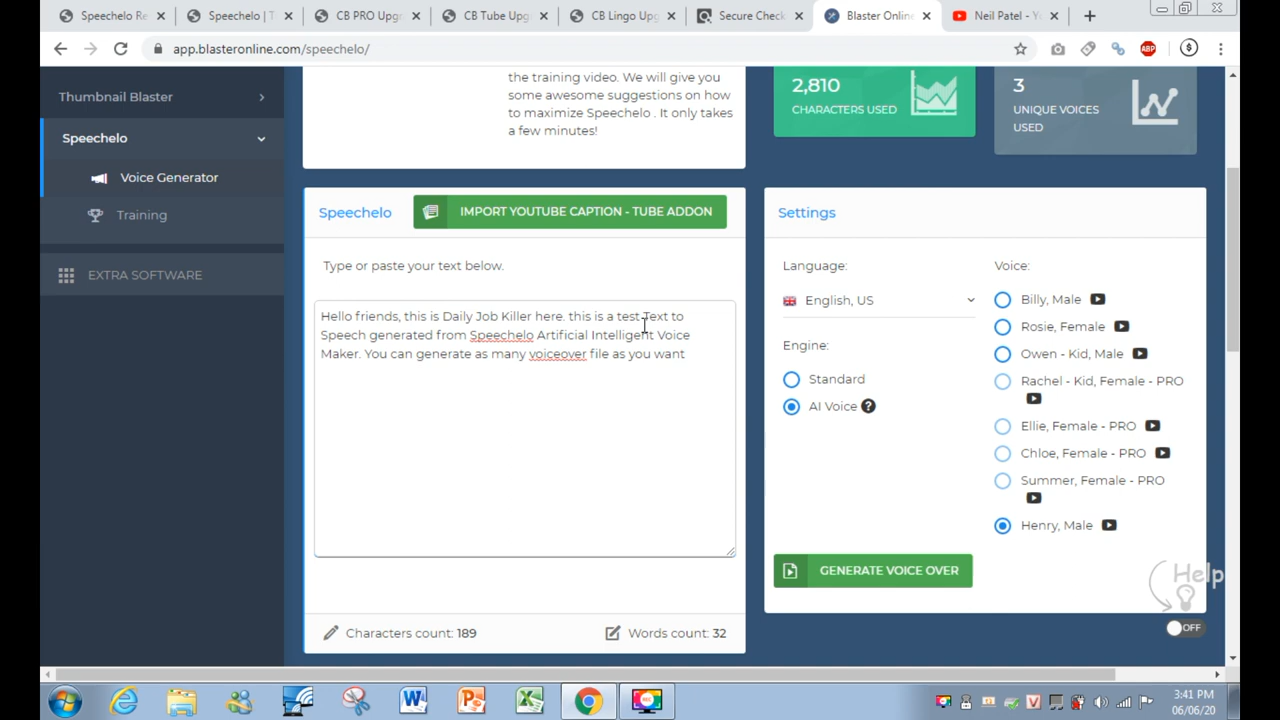 Speechelo Re
Speechelo | T
CB PRO Upgr
CB Tube Upg
CB Lingo Upg
Secure Check
Blaster Online
Neil Patel - Y
app.blasteronline.com/speechelo/
ABP
Thumbnail Blaster
Speechelo
Voice Generator
Training
EXTRA SOFTWARE
the training video. We will give you
some awesome suggestions on how
to maximize Speechelo . It only takes
a few minutes!
2,810
CHARACTERS USED
3
UNIQUE VOICES
USED
Speechelo
IMPORT YOUTUBE CAPTION - TUBE ADDON
Type or paste your text below.
Hello friends, this is Daily Job Killer here. this is a test Text to
Speech generated from Speechelo Artificial Intelligent Voice
Maker. You can generate as many voiceover file as you want
Characters count: 189
Words count: 32
Settings
Language:
English, US
Engine:
Standard
AI Voice ?
Voice:
Billy, Male
Rosie, Female
Owen - Kid, Male
Rachel - Kid, Female - PRO
Ellie, Female - PRO
Chloe, Female - PRO
Summer, Female - PRO
Henry, Male
GENERATE VOICE OVER
Help
OFF
3:41 PM
06/06/20